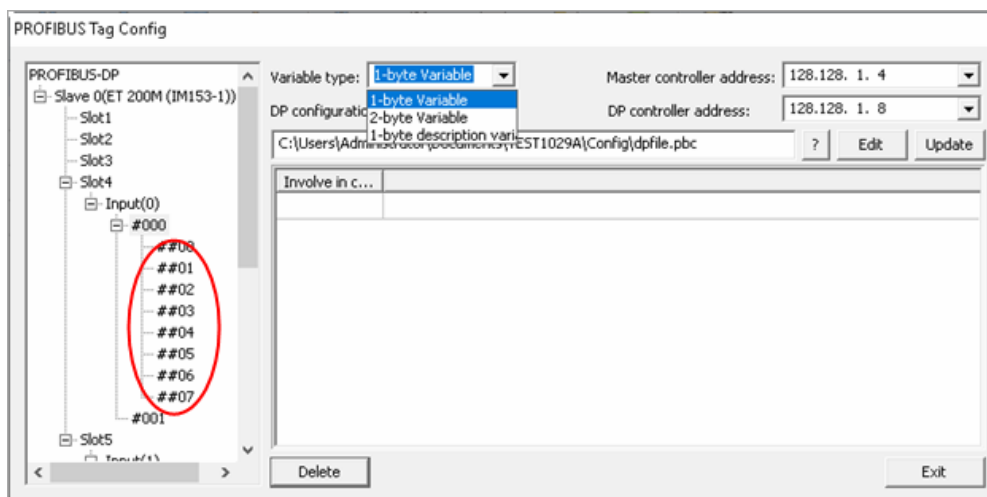 PROFIBUS Tag Config
PROFIBUS-DP
Slave 0(ET 200M (IM153-1))
Slot1
Slot2
Slot3
Slot4
Input(0)
#000
##00
##01
##02
##03
##04
##05
##06
##07
#001
Slot5
Input(1)
Variable type: 1-byte Variable
Master controller address: 128.128. 1. 4
1-byte Variable
2-byte Variable
1-byte description vari
DP configuratio
DP controller address: 128.128. 1. 8
C:\Users\Administrator\Documents\TEST1029A\Config\dpfile.pbc ? Edit Update
Involve in c...
Delete Exit